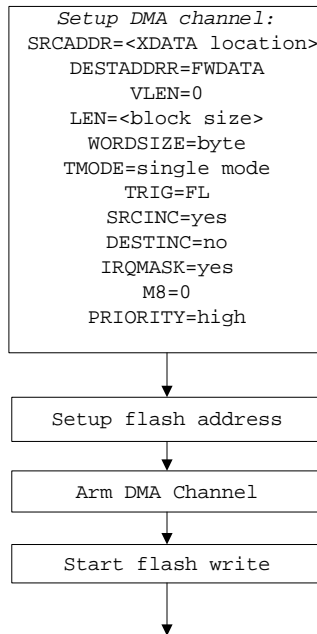 Setup DMA channel:
SRCADDR=<XDATA location>
DESTADDRR=FWDATA
VLEN=0
LEN=<block size>
WORDSIZE=byte
TMODE=single mode
TRIG=FL
SRCINC=yes
DESTINC=no
IRQMASK=yes
M8=0
PRIORITY=high
Setup flash address
Arm DMA Channel
Start flash write